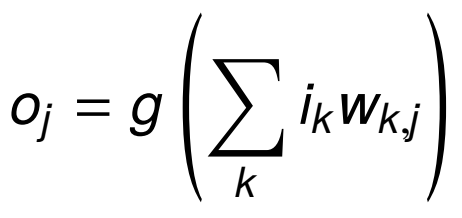 o_j = g ( ∑_k i_k w_{k,j} )